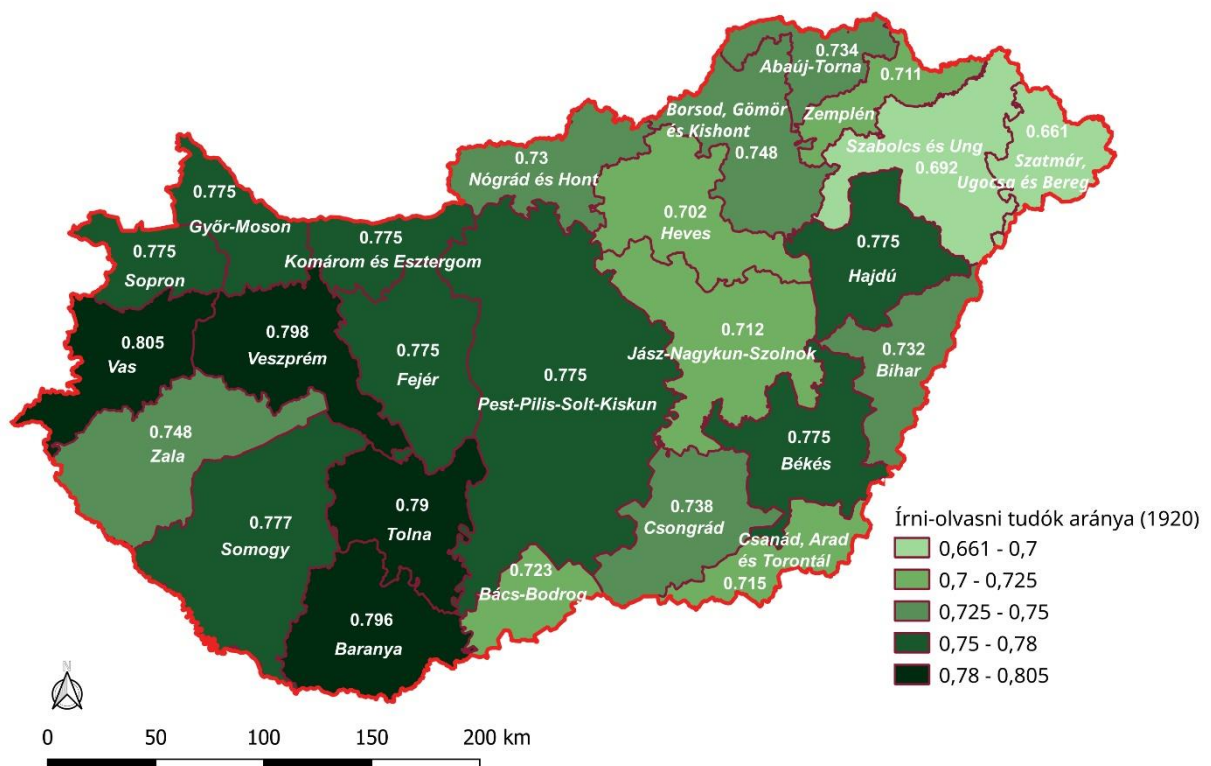 0.734
Abaúj-Torna
0.711
Zemplén
Borsod, Gömör
és Kishont
0.748
0.661
Szatmár,
Ugocsa és Bereg
Szabolcs és Ung
0.692
0.73
Nógrád és Hont
0.775
Győr-Moson
0.775
Sopron
0.775
Komárom és Esztergom
0.702
Heves
0.775
Hajdú
0.805
Vas
0.798
Veszprém
0.775
Fejér
0.775
Pest-Pilis-Solt-Kiskun
0.712
Jász-Nagykun-Szolnok
0.732
Bihar
0.748
Zala
0.775
Békés
0.777
Somogy
0.79
Tolna
0.738
Csongrád
Csanád, Arad
és Torontál
0.715
0.723
Bács-Bodrog
0.796
Baranya
Írni-olvasni tudók aránya (1920)
0,661 - 0,7
0,7 - 0,725
0,725 - 0,75
0,75 - 0,78
0,78 - 0,805
N
0 50 100 150 200 km